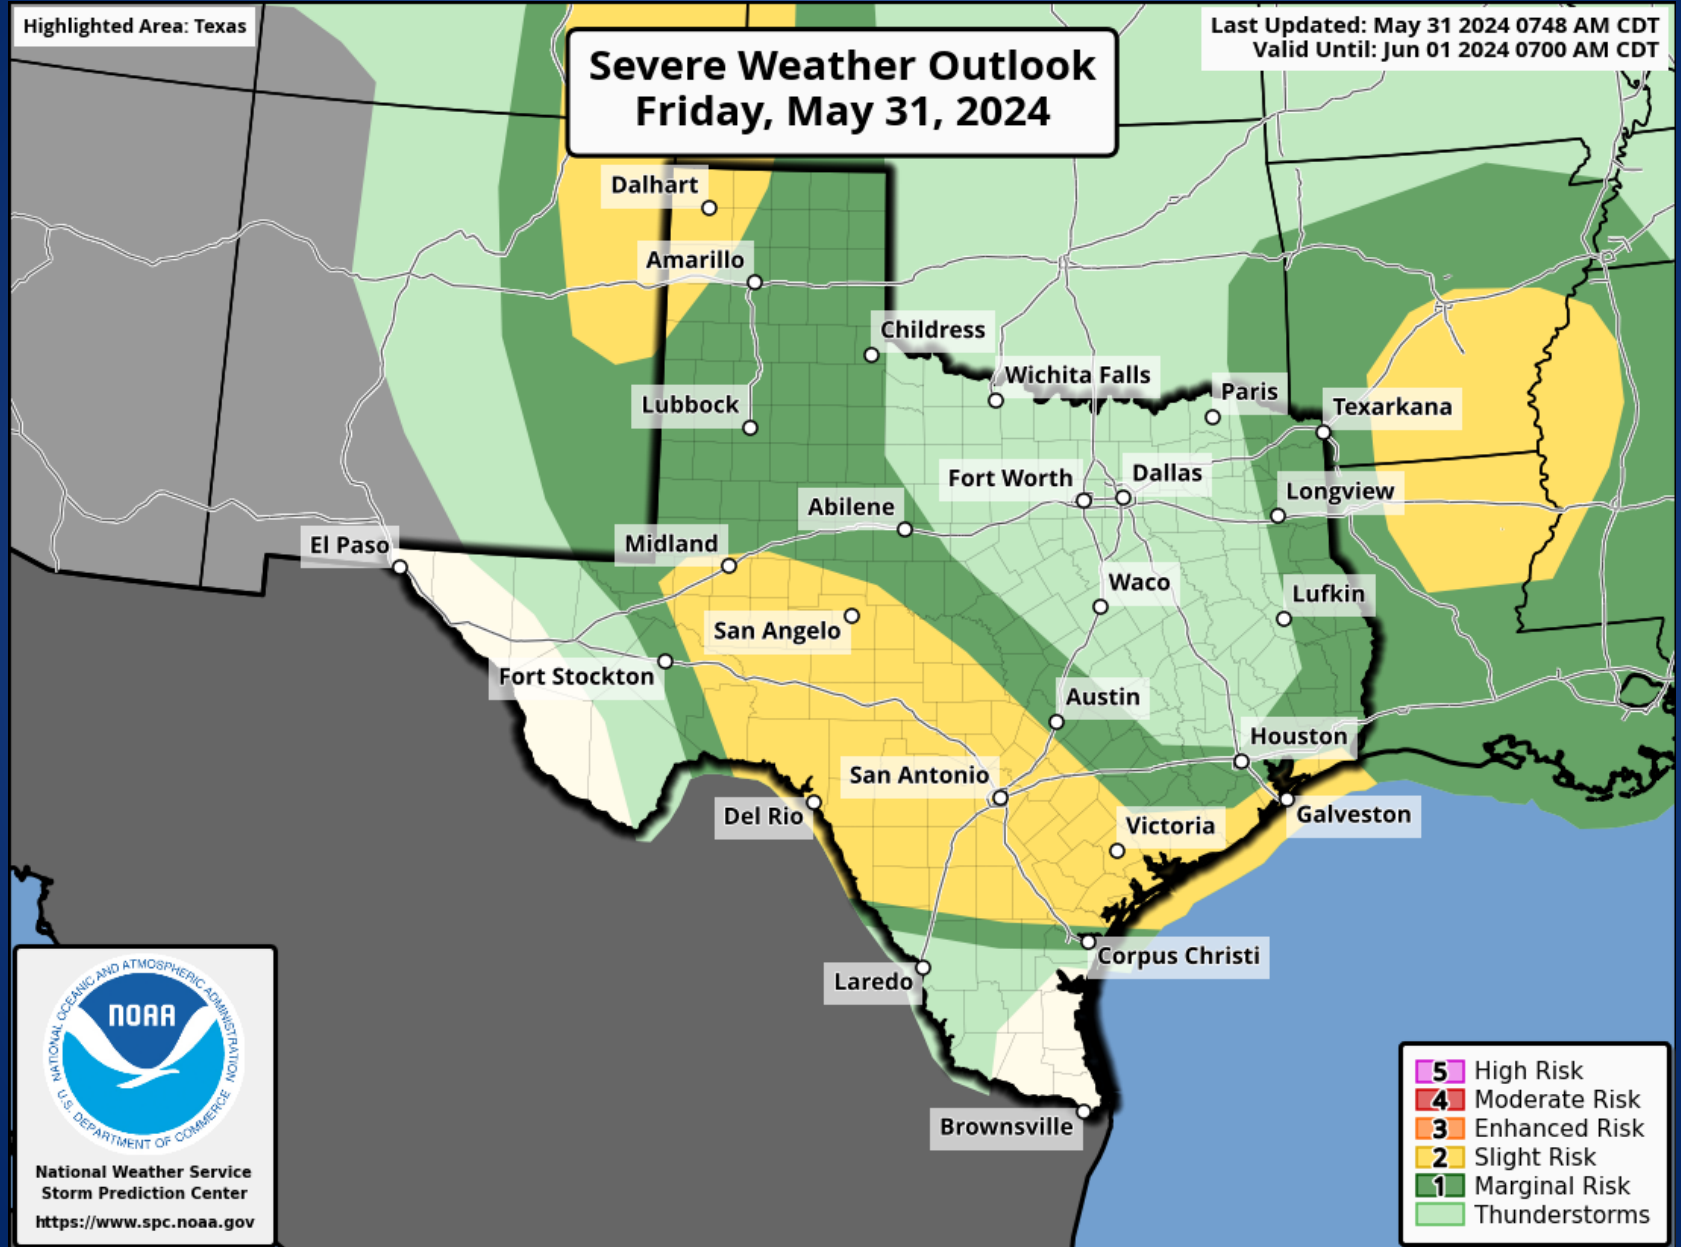 Highlighted Area: Texas
Last Updated: May 31 2024 0748 AM CDT
Valid Until: Jun 01 2024 0700 AM CDT
Severe Weather Outlook
Friday, May 31, 2024
Dalhart
Amarillo
Childress
Wichita Falls
Paris
Texarkana
Lubbock
Fort Worth
Dallas
Longview
Abilene
El Paso
Midland
Waco
Lufkin
San Angelo
Fort Stockton
Austin
Houston
San Antonio
Del Rio
Victoria
Galveston
Corpus Christi
Laredo
Brownsville
NATIONAL OCEANIC AND ATMOSPHERIC ADMINISTRATION
NOAA
U.S. DEPARTMENT OF COMMERCE
National Weather Service
Storm Prediction Center
https://www.spc.noaa.gov
5 High Risk
4 Moderate Risk
3 Enhanced Risk
2 Slight Risk
1 Marginal Risk
Thunderstorms